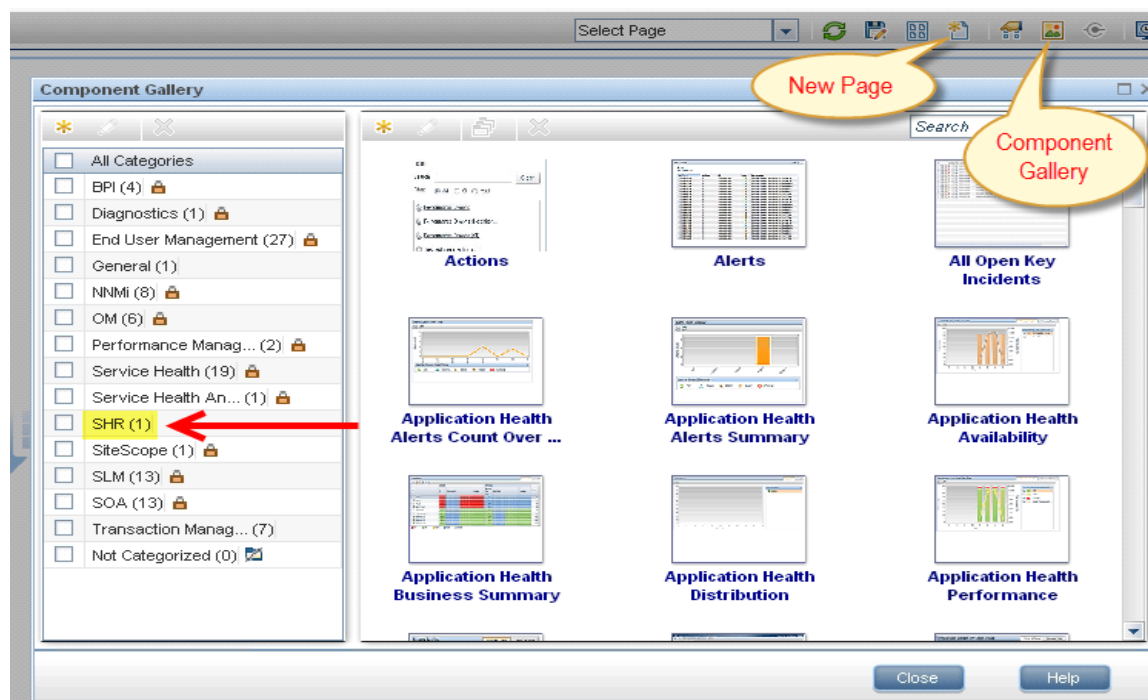 Select Page
New Page
Component Gallery
Component Gallery
Search
All Categories
BPI (4)
Diagnostics (1)
End User Management (27)
General (1)
NNMi (8)
OM (6)
Performance Manag... (2)
Service Health (19)
Service Health An... (1)
SHR (1)
SiteScope (1)
SLM (13)
SOA (13)
Transaction Manag... (7)
Not Categorized (0)
Actions
Alerts
All Open Key
Incidents
Application Health
Alerts Count Over ...
Application Health
Alerts Summary
Application Health
Availability
Application Health
Business Summary
Application Health
Distribution
Application Health
Performance
Close
Help